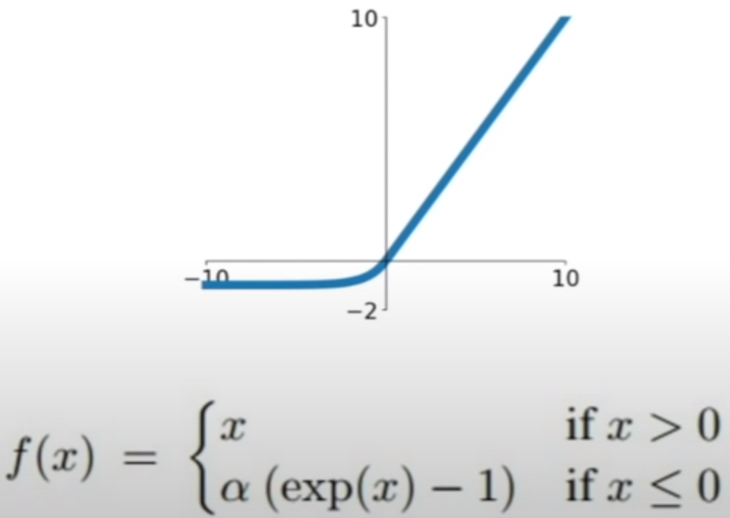 10
−10
10
−2
f(x) = { x if x > 0
α (exp(x) − 1) if x ≤ 0